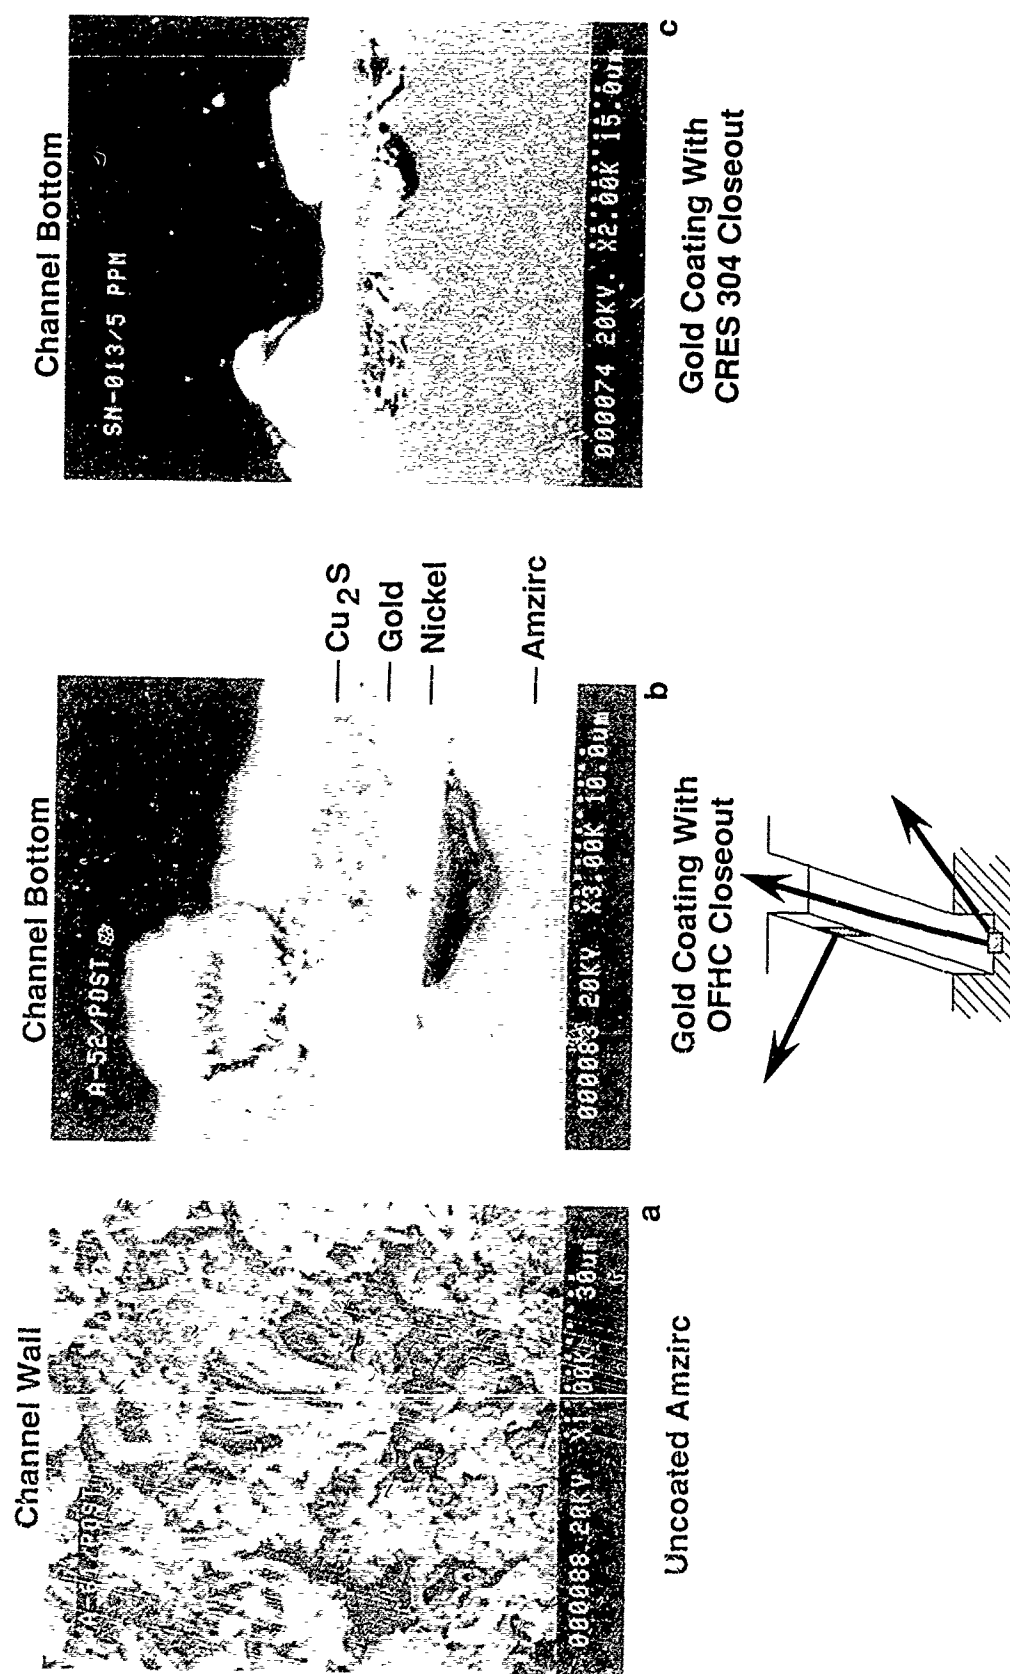 Channel Wall
000088 20KV X1.00K 30um
a
Uncoated Amzirc
Channel Bottom
A-52/POST
000083 20KV X3.00K 10.0um
Cu2S
Gold
Nickel
Amzirc
b
Gold Coating With
OFHC Closeout
Channel Bottom
SN-013/5 PPM
000074 20KV X2.00K 15.0um
c
Gold Coating With
CRES 304 Closeout